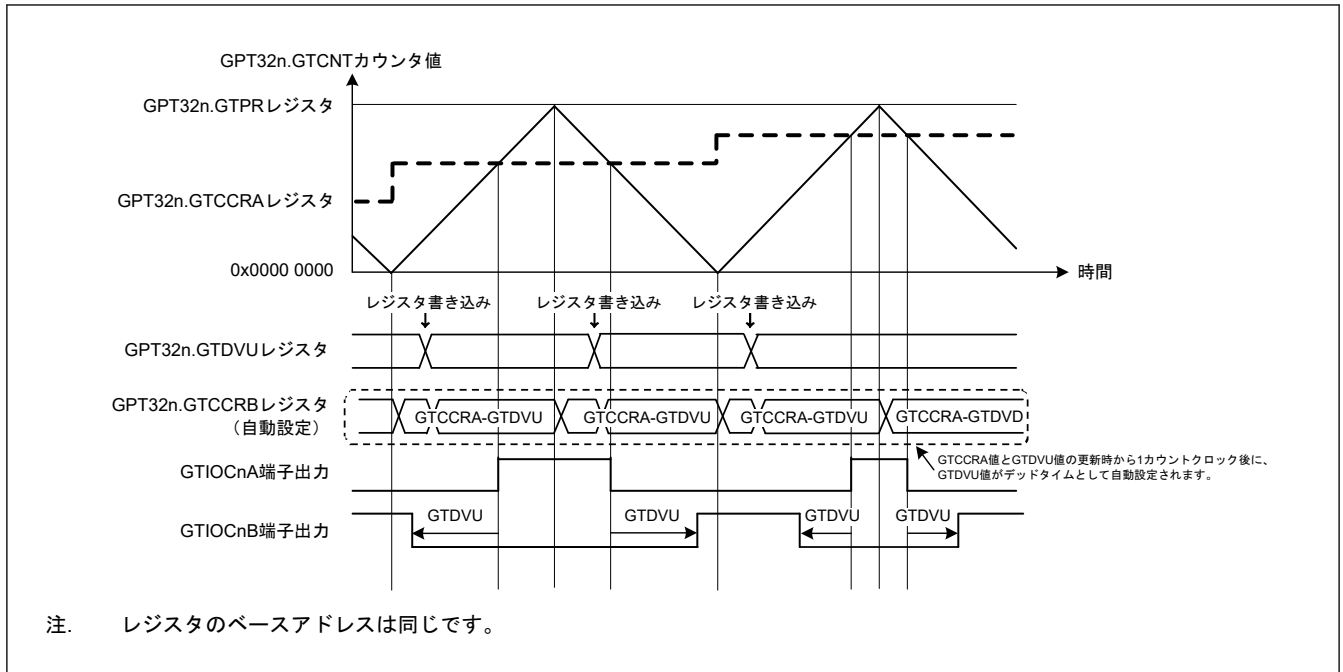 GPT32n.GTCNTカウンタ値
GPT32n.GTPRレジスタ
GPT32n.GTCCRAレジスタ
0x0000 0000
時間
レジスタ書き込み レジスタ書き込み レジスタ書き込み
GPT32n.GTDVUレジスタ
GPT32n.GTCCRBレジスタ
（自動設定）
GTCCRA-GTDVU GTCCRA-GTDVU GTCCRA-GTDVU GTCCRA-GTDVD
GTCCRA値とGTDVU値の更新時から1カウントクロック後に、
GTDVU値がデッドタイムとして自動設定されます。
GTIOCnA端子出力
GTIOCnB端子出力
GTDVU GTDVU GTDVU GTDVU
注. レジスタのベースアドレスは同じです。